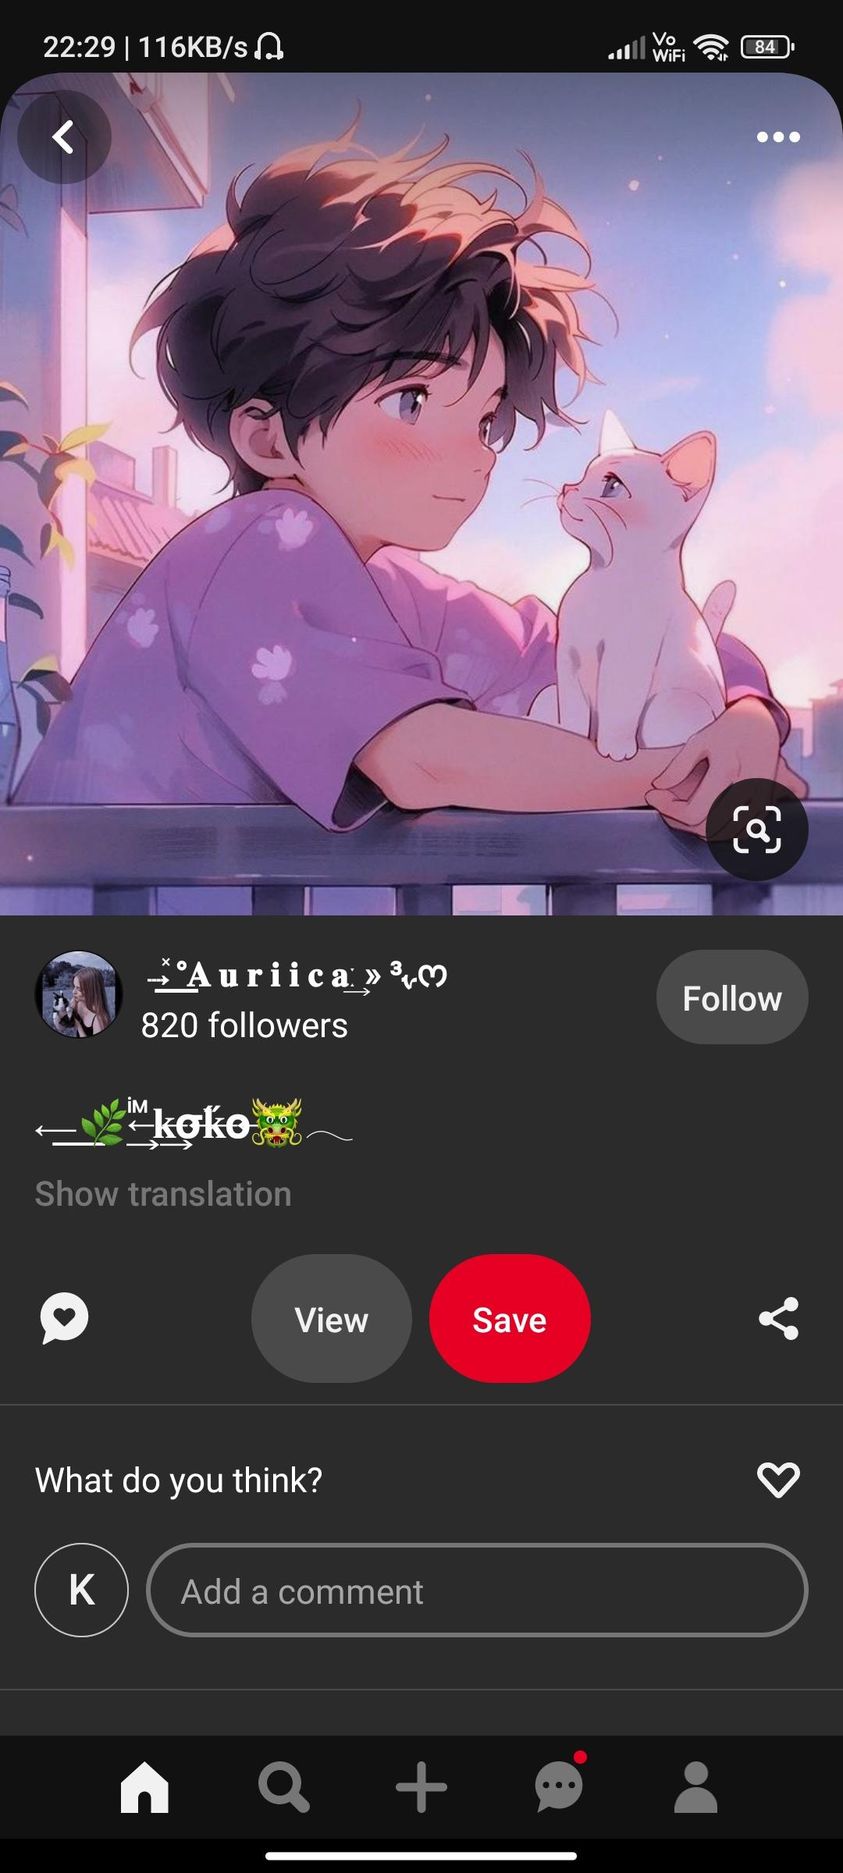 22:29 | 116KB/s
Vo
WiFi
84
𝐀 𝐮 𝐫 𝐢 𝐢 𝐜 𝐚 » ³
820 followers
Follow
🌿 iM koko🐲
Show translation
View
Save
What do you think?
K
Add a comment